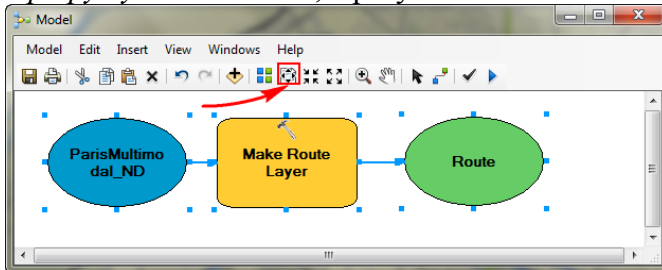 Model
Model Edit Insert View Windows Help
ParisMultimo
dal_ND
Make Route
Layer
Route